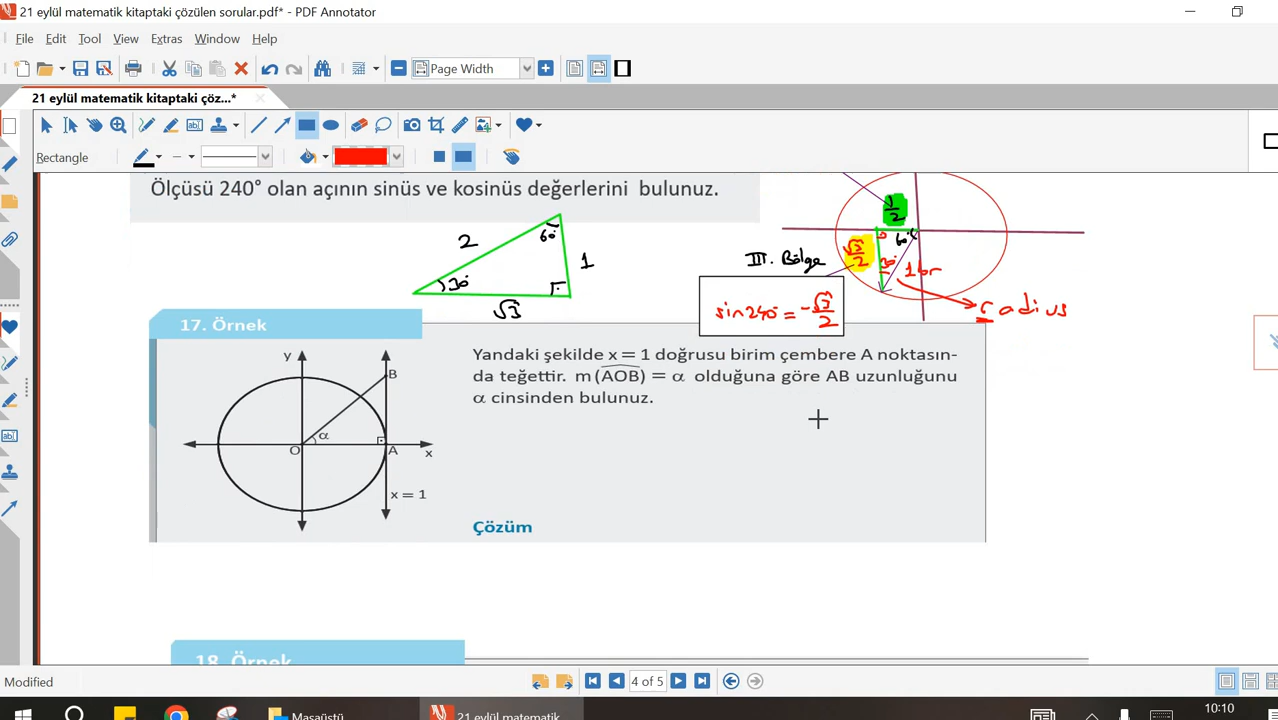 21 eylül matematik kitaptaki çözülen sorular.pdf* - PDF Annotator
File Edit Tool View Extras Window Help
Page Width
21 eylül matematik kitaptaki çöz...*
Rectangle
Ölçüsü 240° olan açının sinüs ve kosinüs değerlerini bulunuz.
2
60°
1
30°
√3
1/2
60°
√3/2
30°
1br
III. Bölge
radius
sin240°=-√3/2
17. Örnek
y
B
α
O
A
x
x = 1
Yandaki şekilde x = 1 doğrusu birim çembere A noktasın-
da teğettir. m(AOB) = α olduğuna göre AB uzunluğunu
α cinsinden bulunuz.
Çözüm
18. Örnek
4 of 5
Modified
Masaüstü
21 eylül matematik
10:10